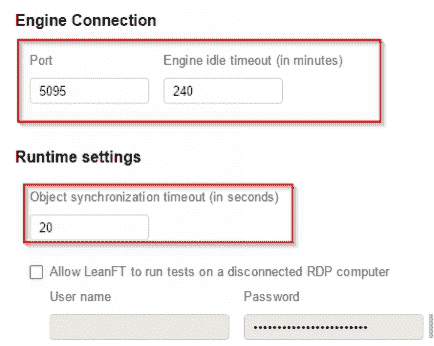 Engine Connection
Port Engine idle timeout (in minutes)
5095 240
Runtime settings
Object synchronization timeout (in seconds)
20
Allow LeanFT to run tests on a disconnected RDP computer
User name Password
••••••••••••••••••••••••